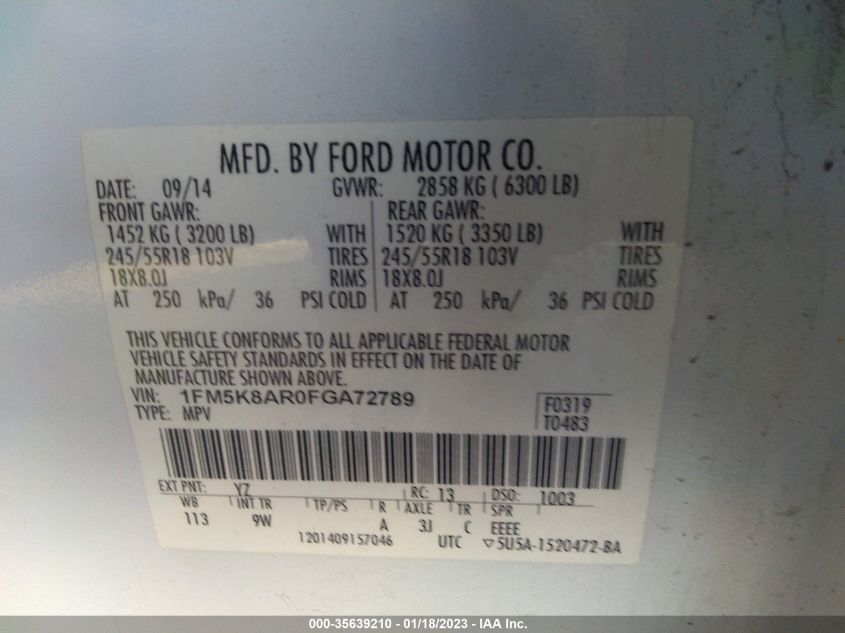 MFD. BY FORD MOTOR CO.
DATE: 09/14 GVWR: 2858 KG ( 6300 LB)
FRONT GAWR: REAR GAWR:
1452 KG ( 3200 LB) WITH 1520 KG ( 3350 LB) WITH
245/55R18 103V TIRES 245/55R18 103V TIRES
18X8.0J RIMS 18X8.0J RIMS
AT 250 kPa/ 36 PSI COLD AT 250 kPa/ 36 PSI COLD
THIS VEHICLE CONFORMS TO ALL APPLICABLE FEDERAL MOTOR
VEHICLE SAFETY STANDARDS IN EFFECT ON THE DATE OF
MANUFACTURE SHOWN ABOVE.
VIN: 1FM5K8AR0FGA72789 F0319
TYPE: MPV T0483
EXT PNT: YZ RC: 13 DSO: 1003
WB INT TR TP/PS R AXLE TR SPR
113 9W A 3J C EEEE
1201409157046 UTC ▽5U5A-1520472-BA
000-35639210 - 01/18/2023 - IAA Inc.